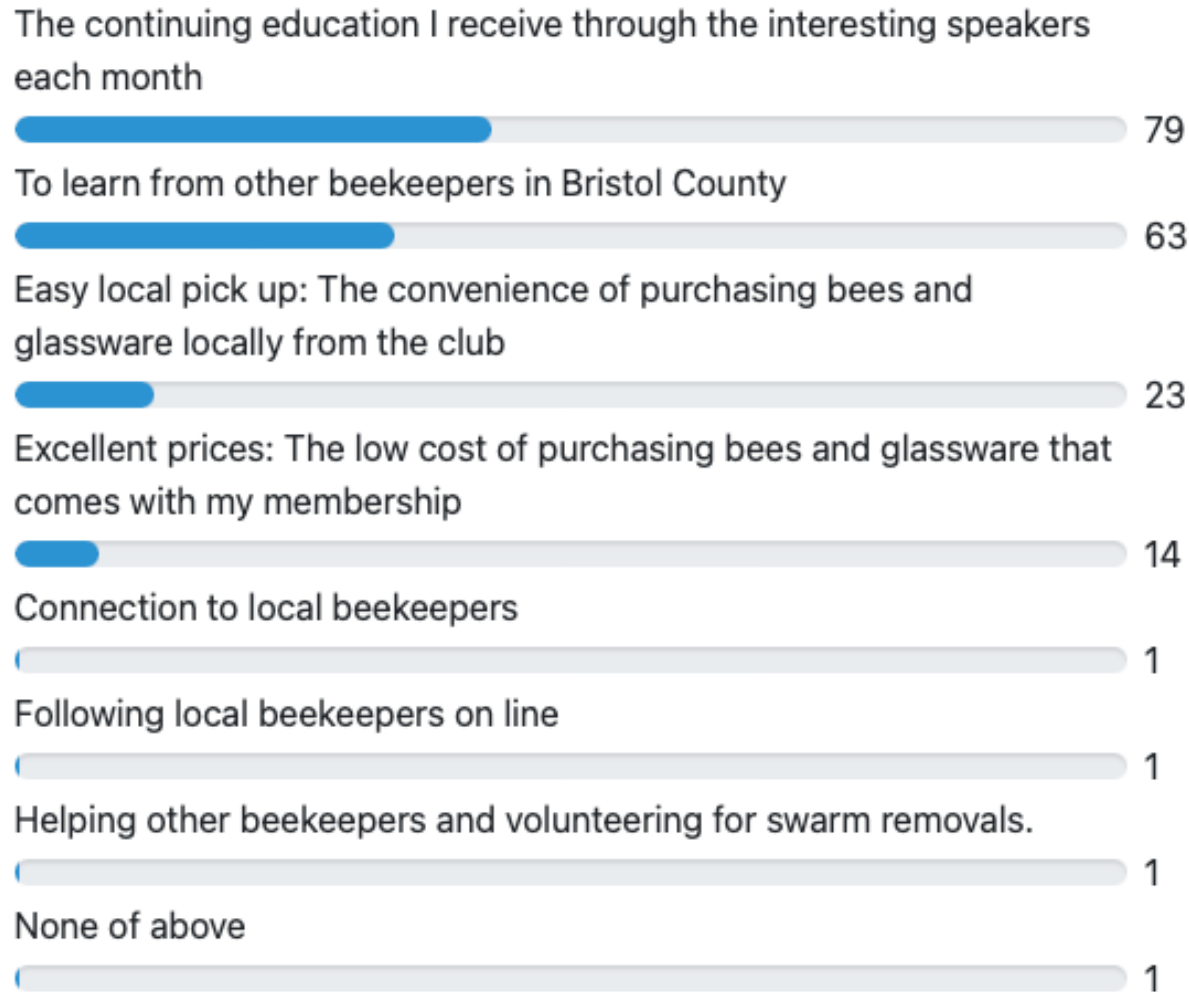 The continuing education I receive through the interesting speakers
each month
79
To learn from other beekeepers in Bristol County
63
Easy local pick up: The convenience of purchasing bees and
glassware locally from the club
23
Excellent prices: The low cost of purchasing bees and glassware that
comes with my membership
14
Connection to local beekeepers
1
Following local beekeepers on line
1
Helping other beekeepers and volunteering for swarm removals.
1
None of above
1